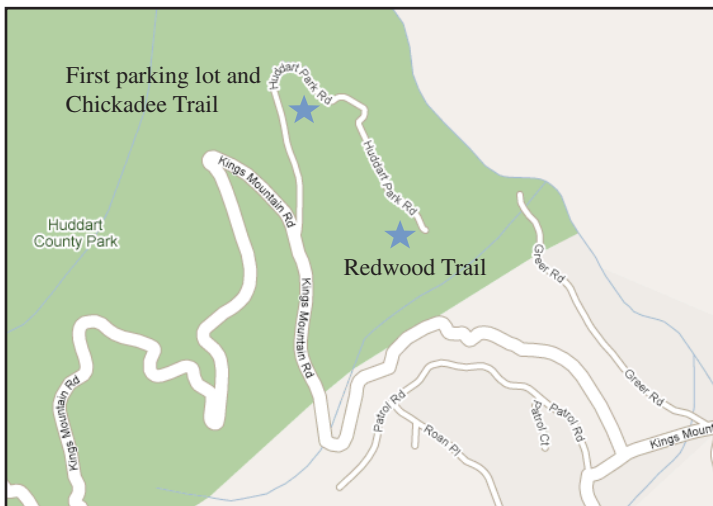 First parking lot and
Chickadee Trail
Huddart Park Rd
Huddart Park Rd
Kings Mountain Rd
Huddart
County Park
Redwood Trail
Kings Mountain Rd
Greer Rd
Kings Mountain Rd
Greer Rd
Patrol Rd
Roan Pl
Patrol Ct
Patrol Rd
Kings Mount